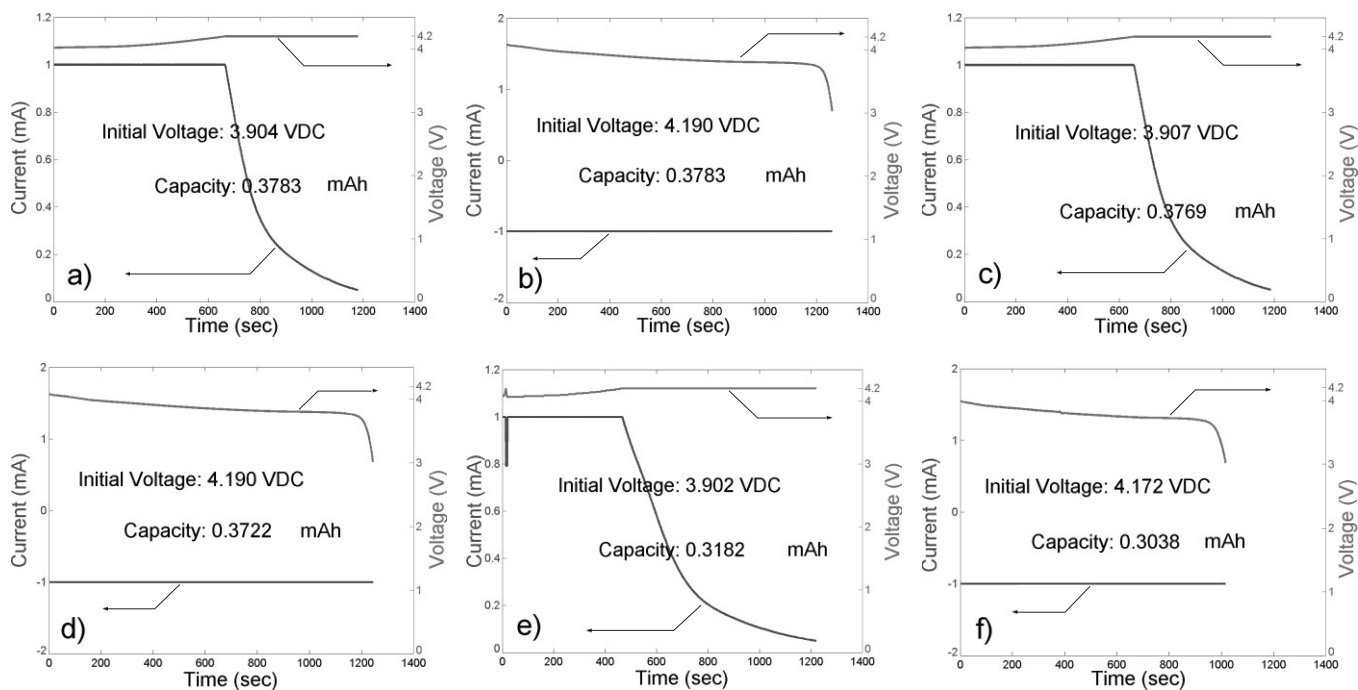 1.2
1
0.8
0.6
0.4
0.2
0
Current (mA)
4.2
4
3
2
1
0
Voltage (V)
Initial Voltage: 3.904 VDC
Capacity: 0.3783 mAh
a)
0 200 400 600 800 1000 1200 1400
Time (sec)
2
1
0
-1
-2
Current (mA)
4.2
4
3
2
1
0
Voltage (V)
Initial Voltage: 4.190 VDC
Capacity: 0.3783 mAh
b)
0 200 400 600 800 1000 1200 1400
Time (sec)
1.2
1
0.8
0.6
0.4
0.2
0
Current (mA)
4.2
4
3
2
1
0
Voltage (V)
Initial Voltage: 3.907 VDC
Capacity: 0.3769 mAh
c)
0 200 400 600 800 1000 1200 1400
Time (sec)
2
1
0
-1
-2
Current (mA)
4.2
4
3
2
1
0
Voltage (V)
Initial Voltage: 4.190 VDC
Capacity: 0.3722 mAh
d)
0 200 400 600 800 1000 1200 1400
Time (sec)
1.2
1
0.8
0.6
0.4
0.2
0
Current (mA)
4.2
4
3
2
1
0
Voltage (V)
Initial Voltage: 3.902 VDC
Capacity: 0.3182 mAh
e)
0 200 400 600 800 1000 1200 1400
Time (sec)
2
1
0
-1
-2
Current (mA)
4.2
4
3
2
1
0
Voltage (V)
Initial Voltage: 4.172 VDC
Capacity: 0.3038 mAh
f)
0 200 400 600 800 1000 1200 1400
Time (sec)